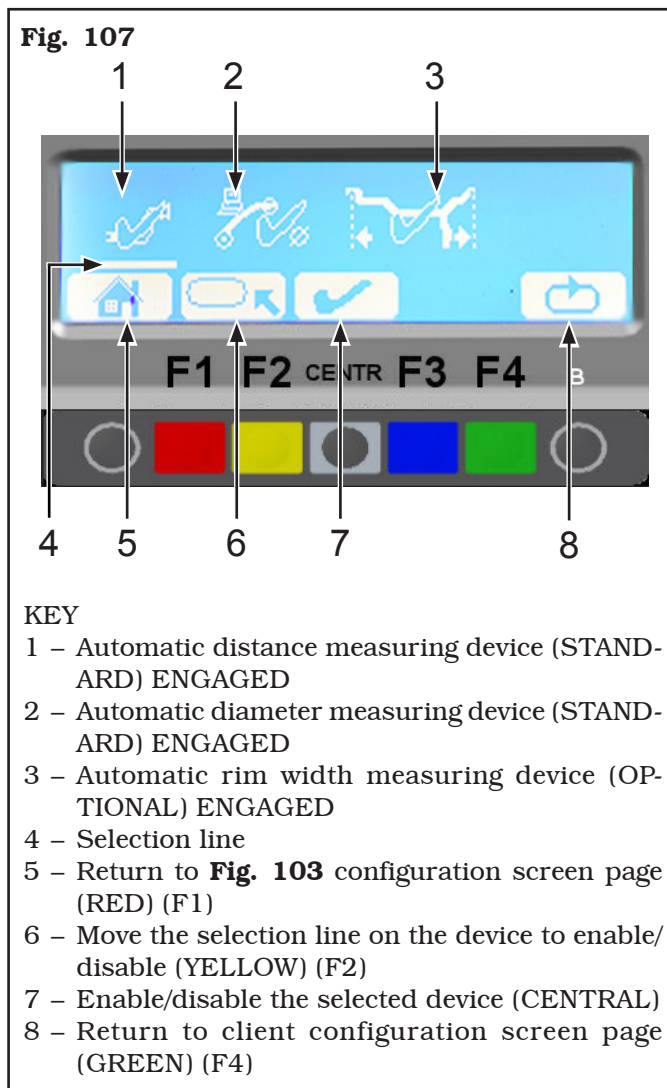 Fig. 107
1 2 3
F1 F2 CENTR F3 F4 B
4 5 6 7 8
KEY
1 – Automatic distance measuring device (STAND-
ARD) ENGAGED
2 – Automatic diameter measuring device (STAND-
ARD) ENGAGED
3 – Automatic rim width measuring device (OP-
TIONAL) ENGAGED
4 – Selection line
5 – Return to Fig. 103 configuration screen page
(RED) (F1)
6 – Move the selection line on the device to enable/
disable (YELLOW) (F2)
7 – Enable/disable the selected device (CENTRAL)
8 – Return to client configuration screen page
(GREEN) (F4)